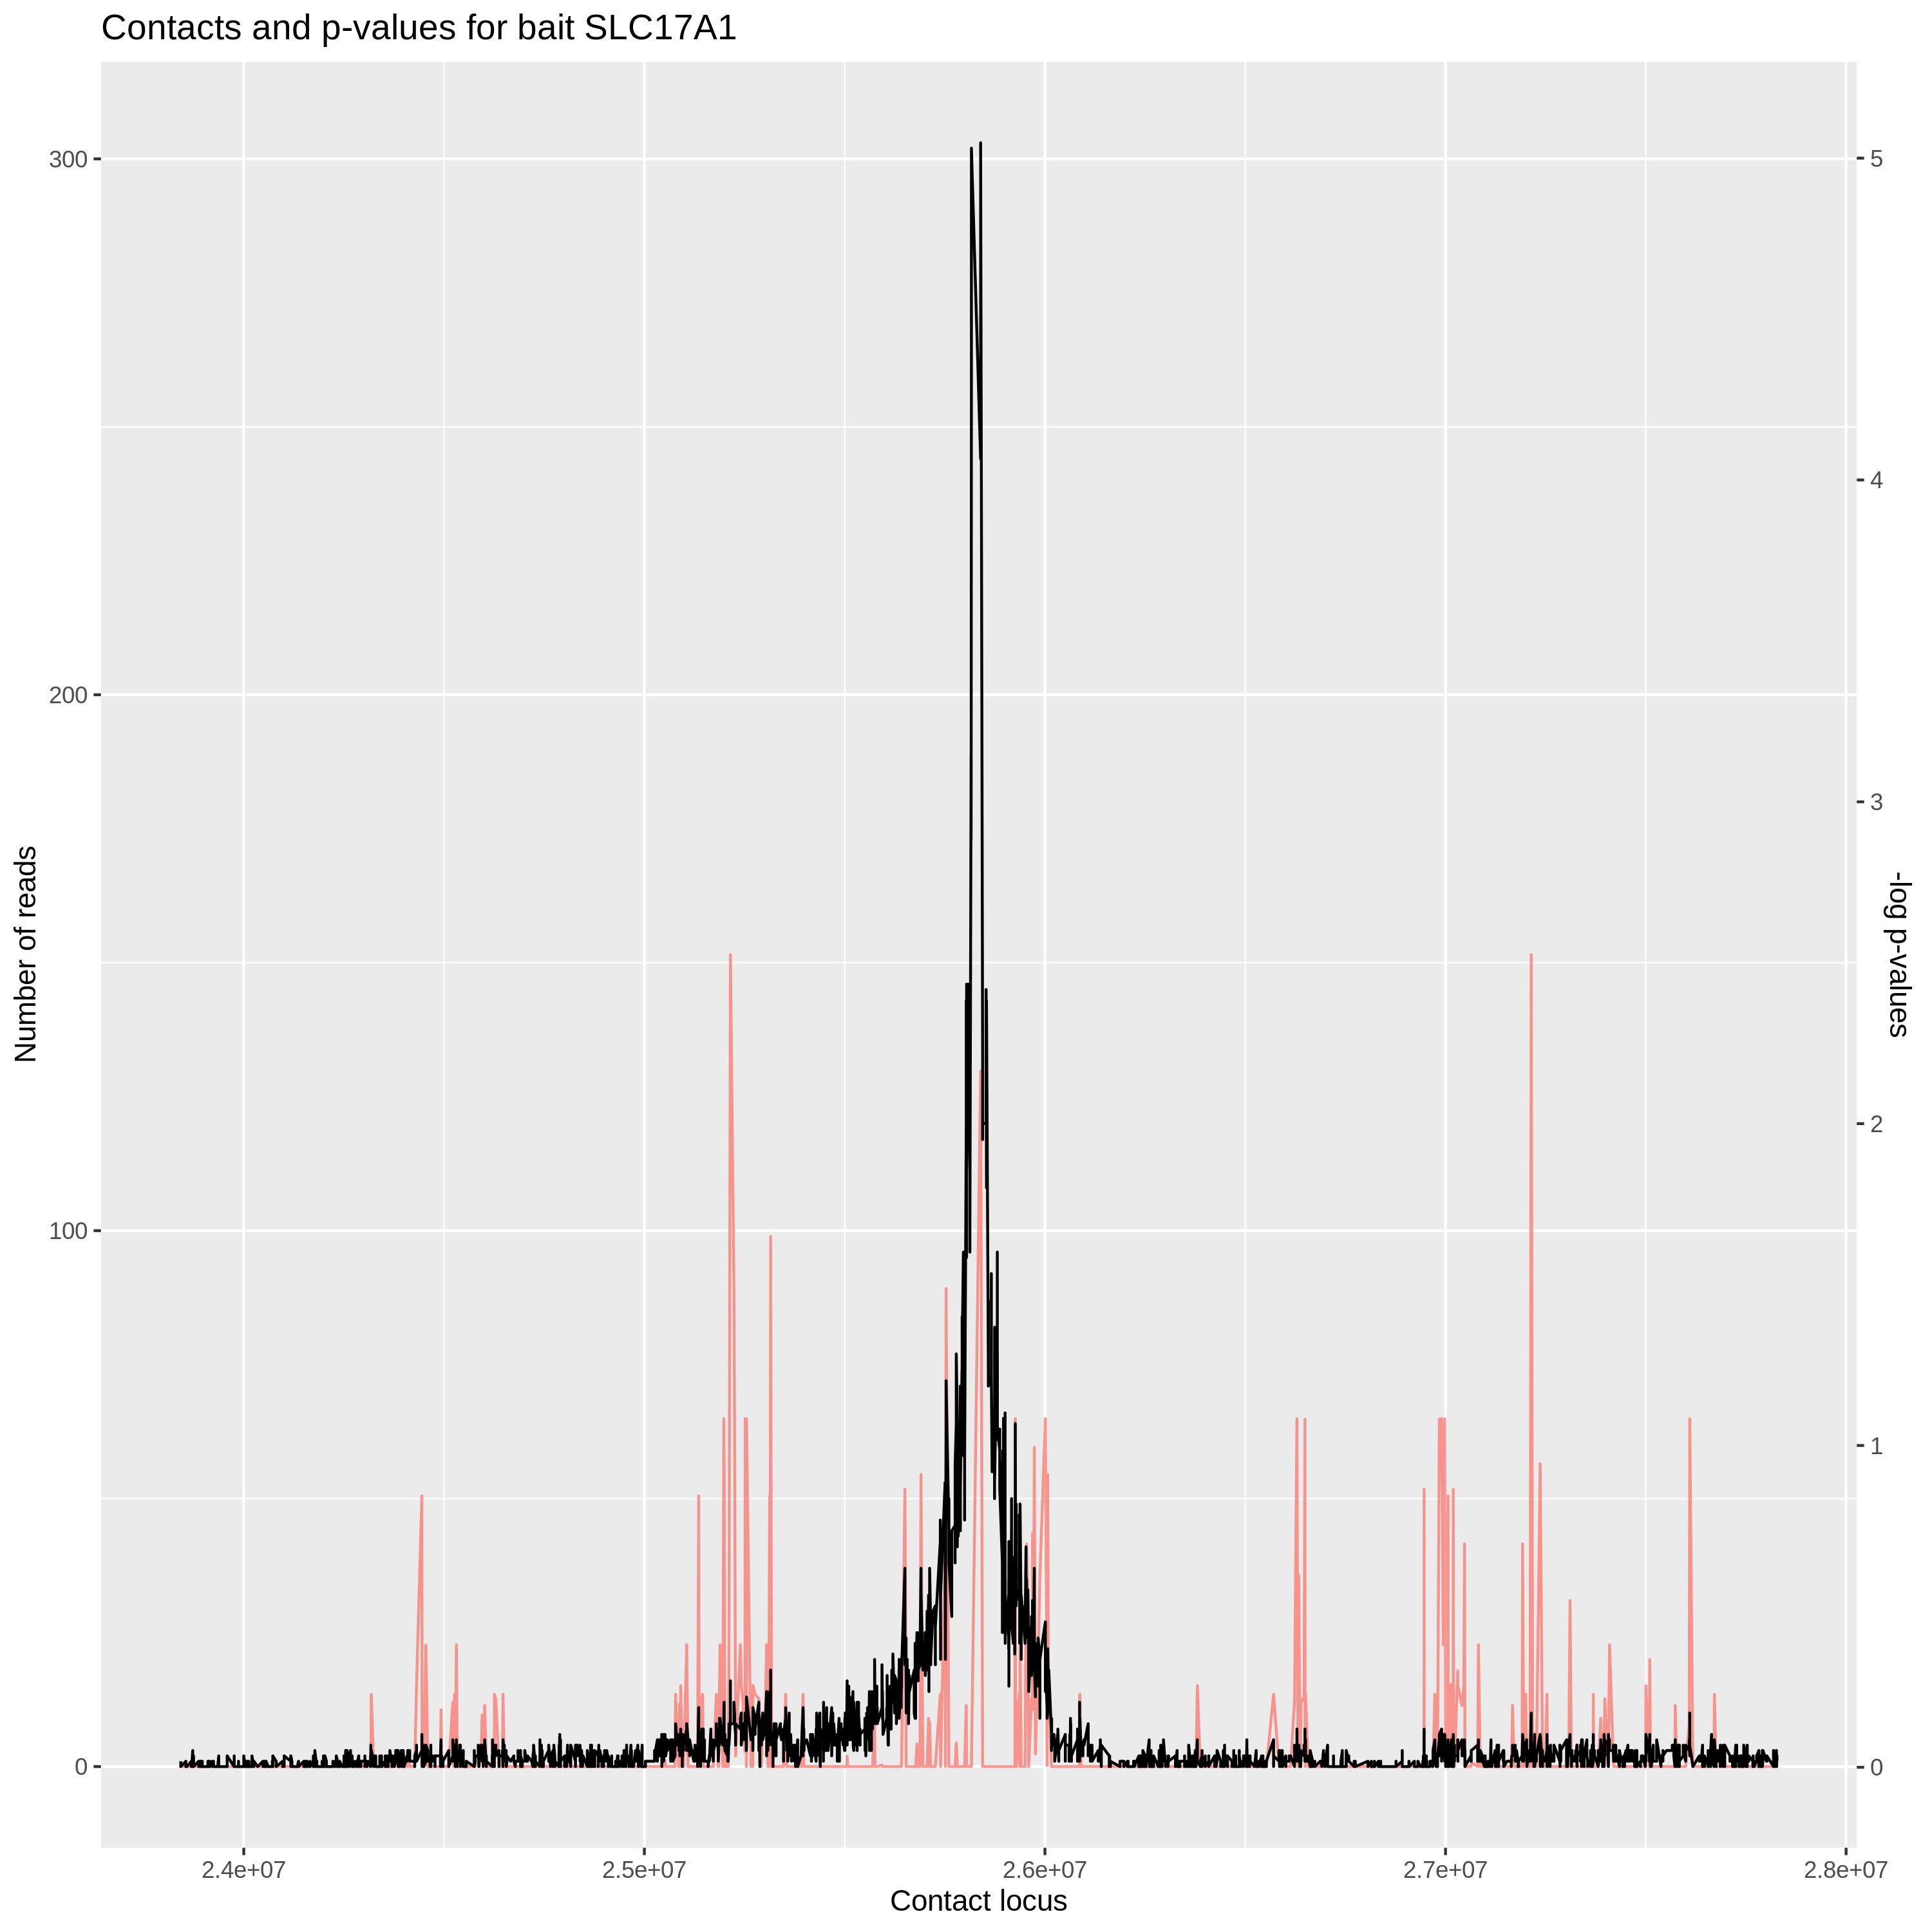 Contacts and p-values for bait SLC17A1
300
200
100
0
Number of reads
5
4
3
2
1
0
-log p-values
2.4e+07 2.5e+07 2.6e+07 2.7e+07 2.8e+07
Contact locus